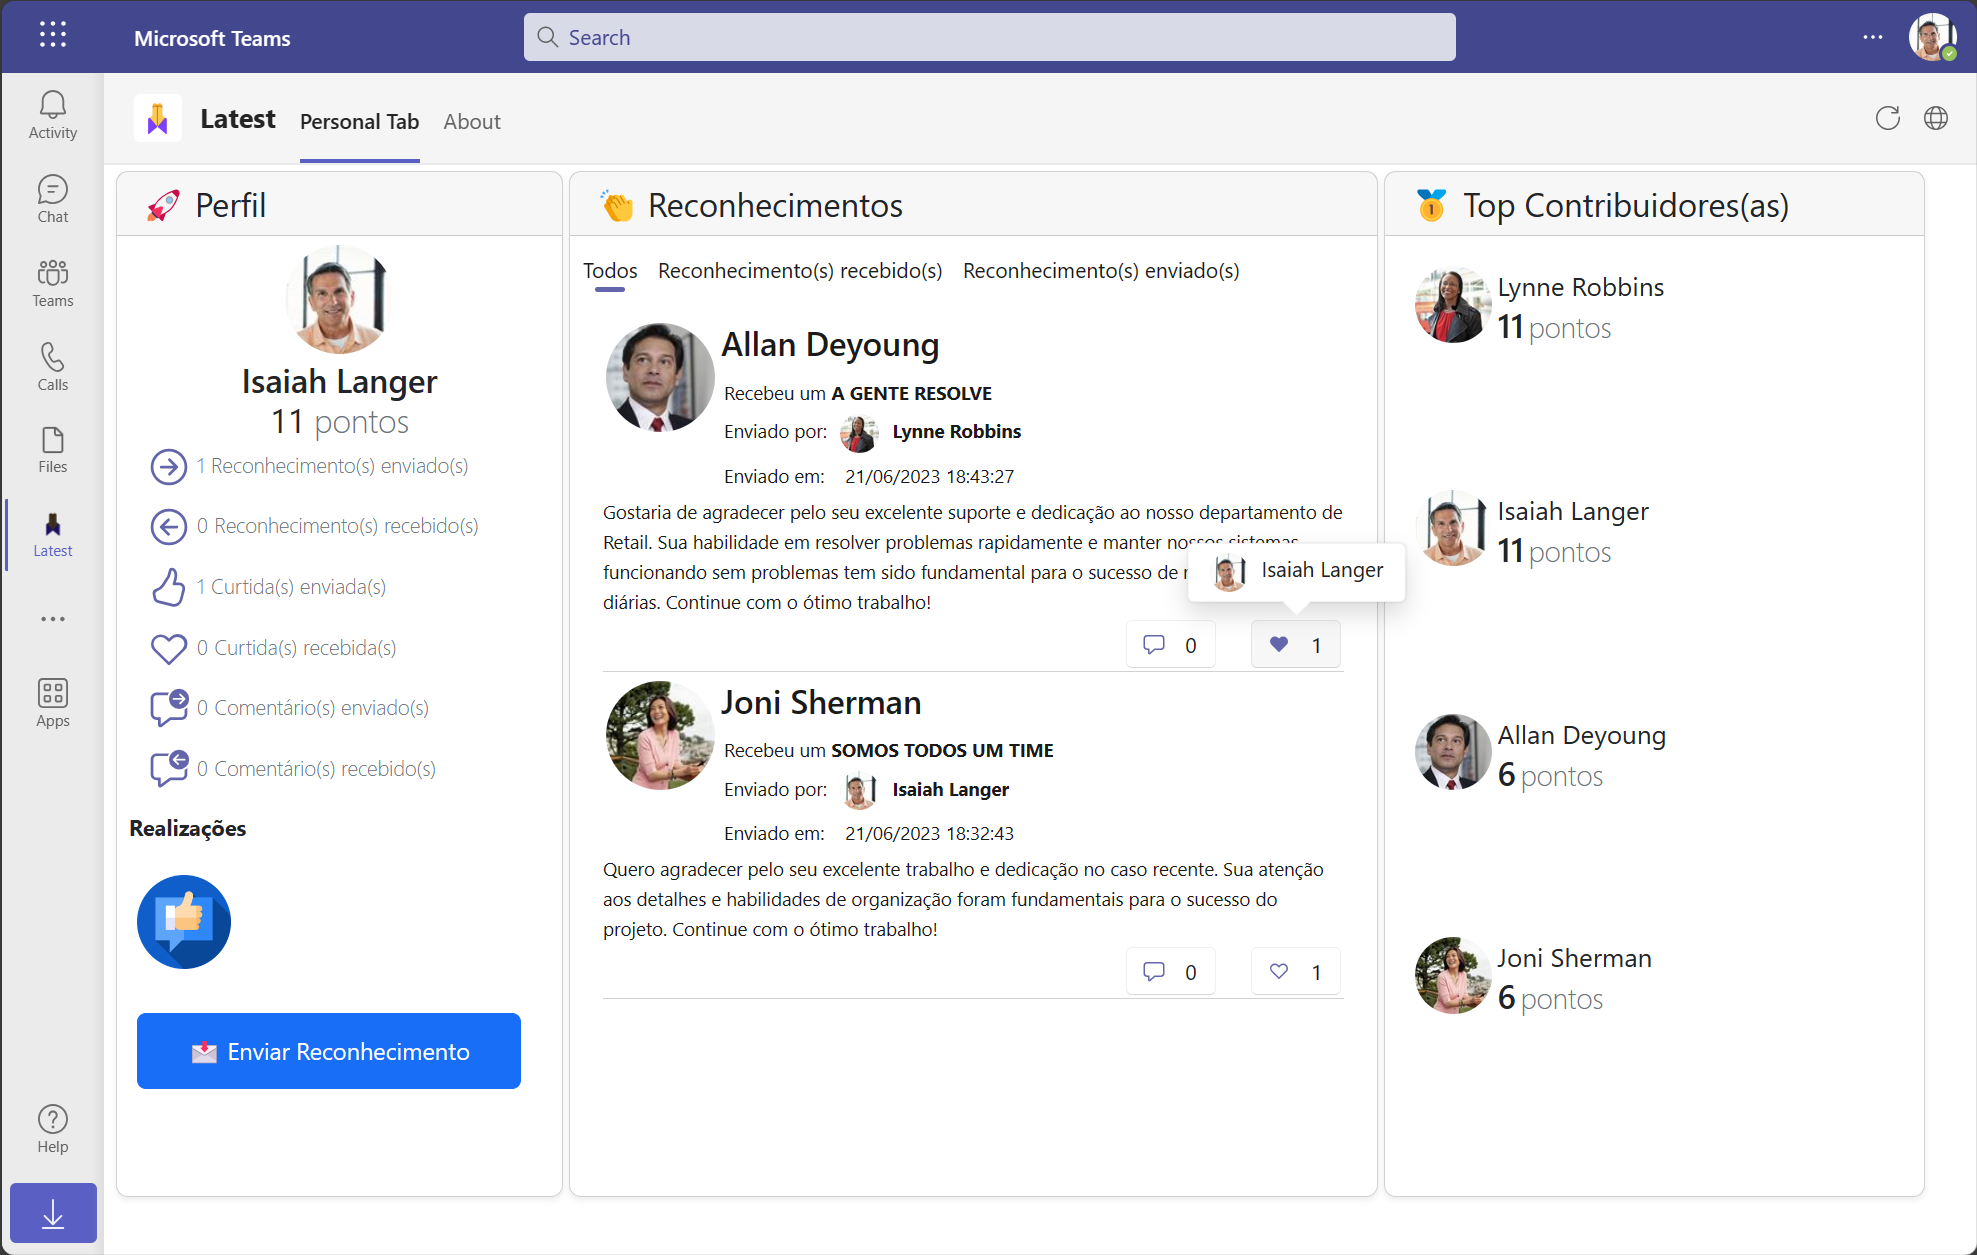 Microsoft Teams
Search
Activity
Chat
Teams
Calls
Files
Latest
Apps
Help
Latest
Personal Tab
About
Perfil
Isaiah Langer
11 pontos
1 Reconhecimento(s) enviado(s)
0 Reconhecimento(s) recebido(s)
1 Curtida(s) enviada(s)
0 Curtida(s) recebida(s)
0 Comentário(s) enviado(s)
0 Comentário(s) recebido(s)
Realizações
Enviar Reconhecimento
Reconhecimentos
Todos
Reconhecimento(s) recebido(s)
Reconhecimento(s) enviado(s)
Allan Deyoung
Recebeu um A GENTE RESOLVE
Enviado por: Lynne Robbins
Enviado em: 21/06/2023 18:43:27
Gostaria de agradecer pelo seu excelente suporte e dedicação ao nosso departamento de
Retail. Sua habilidade em resolver problemas rapidamente e manter nossos sistemas
funcionando sem problemas tem sido fundamental para o sucesso de
diárias. Continue com o ótimo trabalho!
Isaiah Langer
0
1
Joni Sherman
Recebeu um SOMOS TODOS UM TIME
Enviado por: Isaiah Langer
Enviado em: 21/06/2023 18:32:43
Quero agradecer pelo seu excelente trabalho e dedicação no caso recente. Sua atenção
aos detalhes e habilidades de organização foram fundamentais para o sucesso do
projeto. Continue com o ótimo trabalho!
0
1
1
Top Contribuidores(as)
Lynne Robbins
11 pontos
Isaiah Langer
11 pontos
Allan Deyoung
6 pontos
Joni Sherman
6 pontos